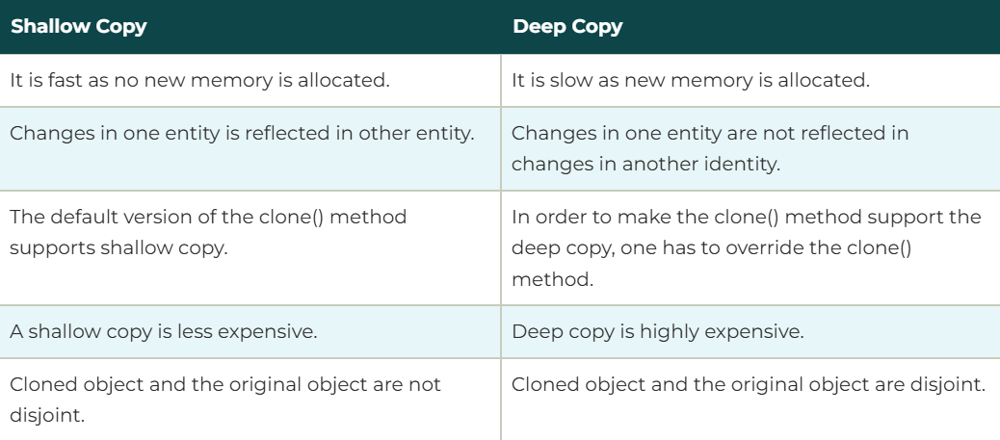 Shallow Copy
Deep Copy
It is fast as no new memory is allocated.
It is slow as new memory is allocated.
Changes in one entity is reflected in other entity.
Changes in one entity are not reflected in
changes in another identity.
The default version of the clone() method
supports shallow copy.
In order to make the clone() method support the
deep copy, one has to override the clone()
method.
A shallow copy is less expensive.
Deep copy is highly expensive.
Cloned object and the original object are not
disjoint.
Cloned object and the original object are disjoint.